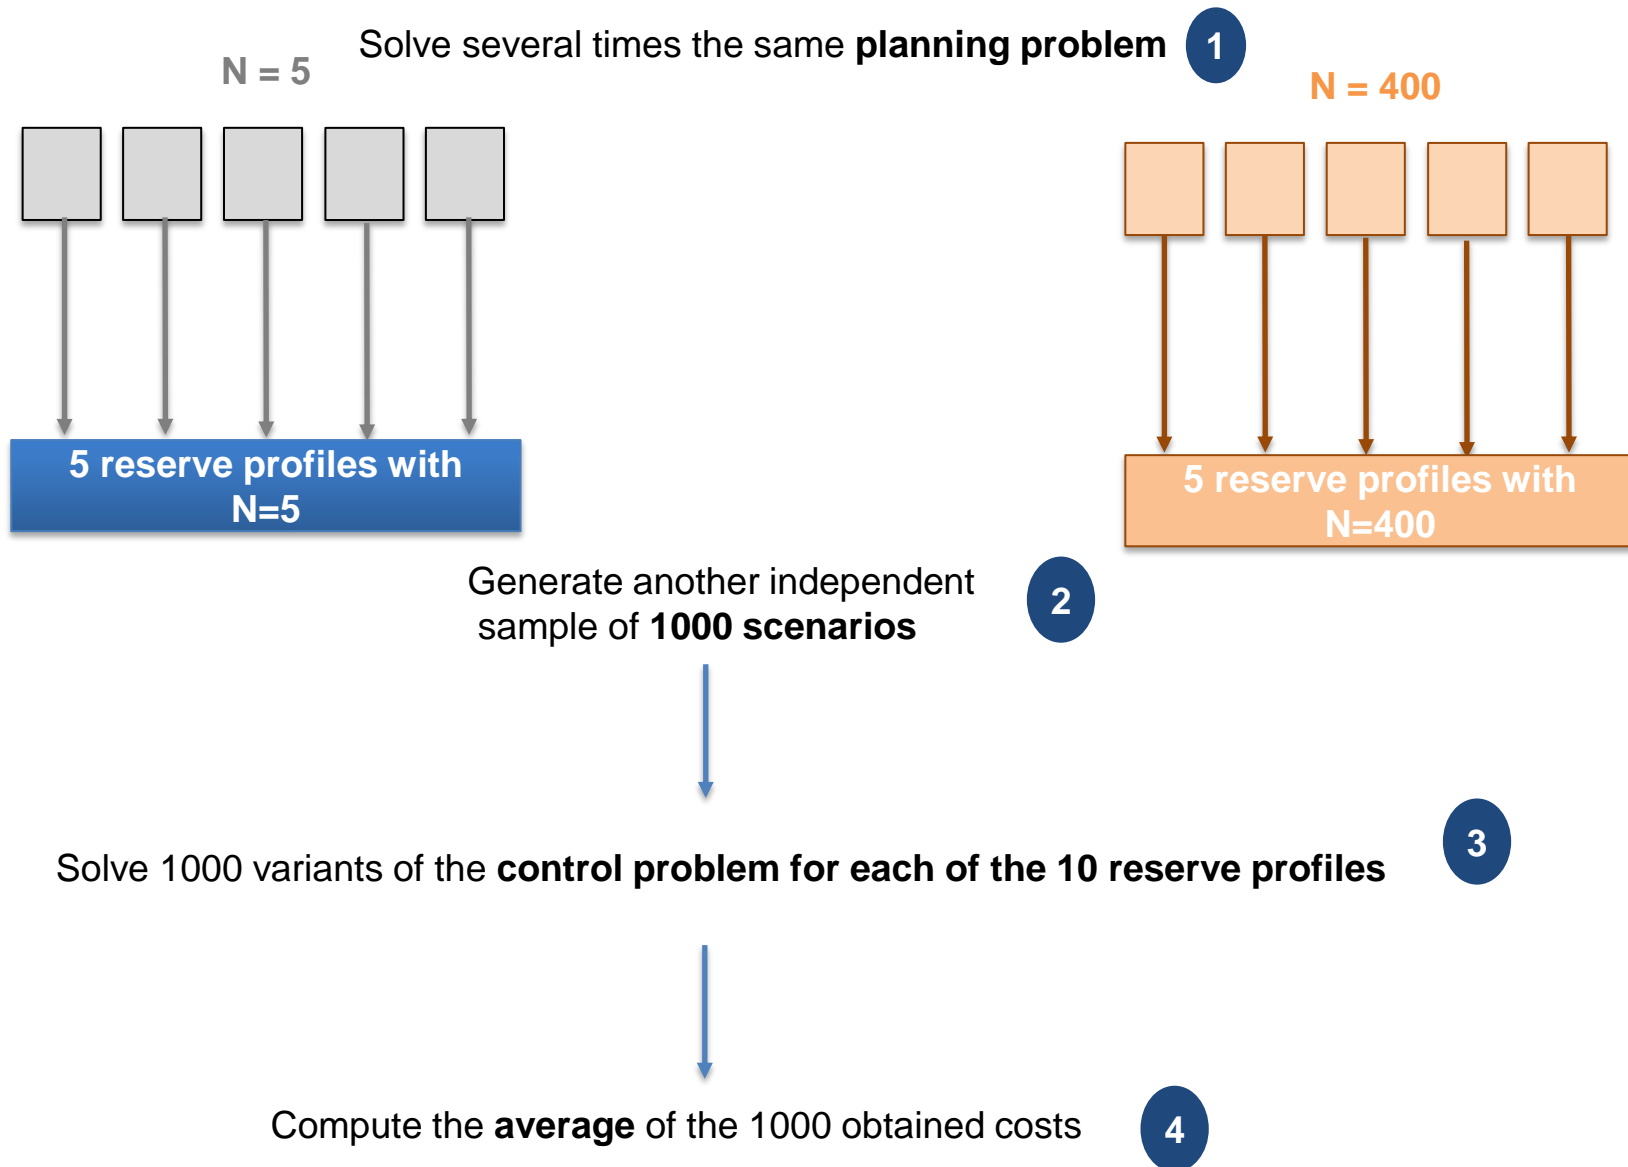 Solve several times the same planning problem
1
N = 5
N = 400
5 reserve profiles with
N=5
5 reserve profiles with
N=400
Generate another independent
sample of 1000 scenarios
2
Solve 1000 variants of the control problem for each of the 10 reserve profiles
3
Compute the average of the 1000 obtained costs
4